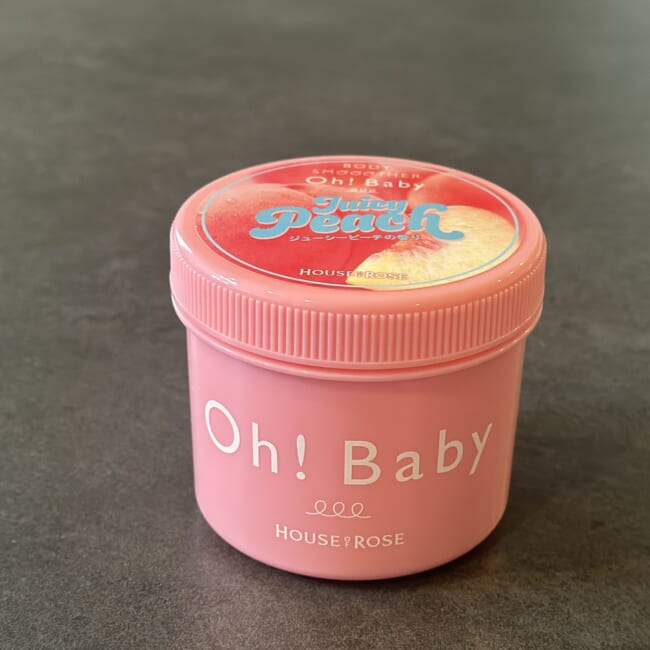 BODY
SMOOOTHER
Oh! Baby
Juicy
Peach
ジューシーピーチの香り
HOUSE OF ROSE
Oh! Baby
HOUSE OF ROSE